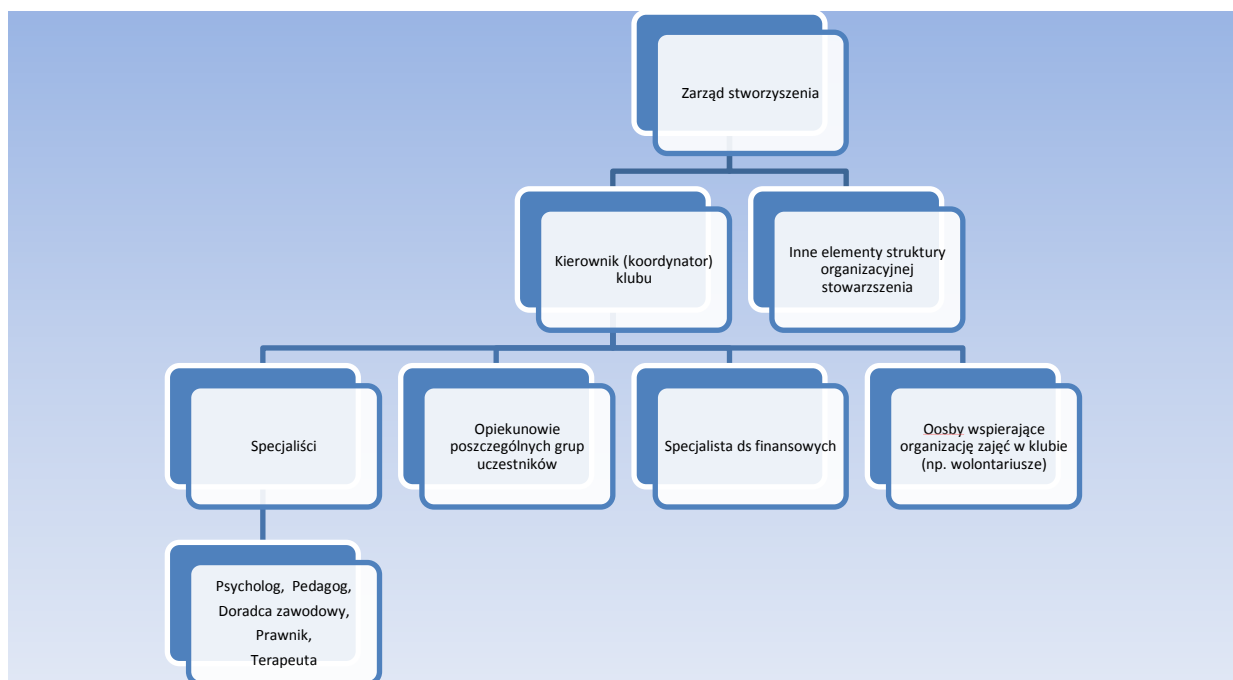 Zarząd stworzyszenia
Kierownik (koordynator)
klubu
Inne elementy struktury
organizacyjnej
stowarzszenia
Specjaliści
Opiekunowie
poszczególnych grup
uczestników
Specjalista ds finansowych
Oosby wspierające
organizację zajęć w klubie
(np. wolontariusze)
Psycholog, Pedagog,
Doradca zawodowy,
Prawnik,
Terapeuta